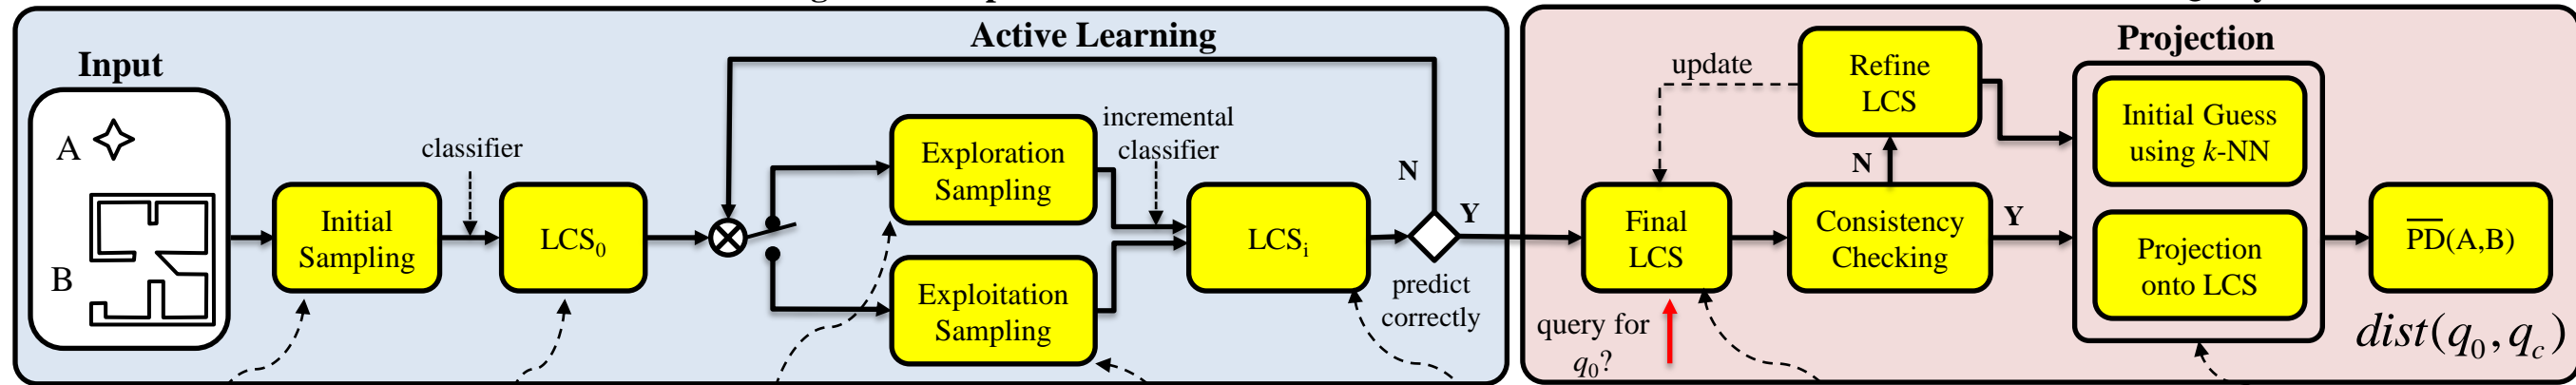 Active Learning
Input
A
B
Initial
Sampling
classifier
LCS0
Exploration
Sampling
Exploitation
Sampling
incremental
classifier
LCSi
N
Y
predict
correctly
Projection
update
Refine
LCS
N
Final
LCS
query for
q0?
Consistency
Checking
Y
Initial Guess
using k-NN
Projection
onto LCS
P̅D̅(A,B)
dist(q0, qc)